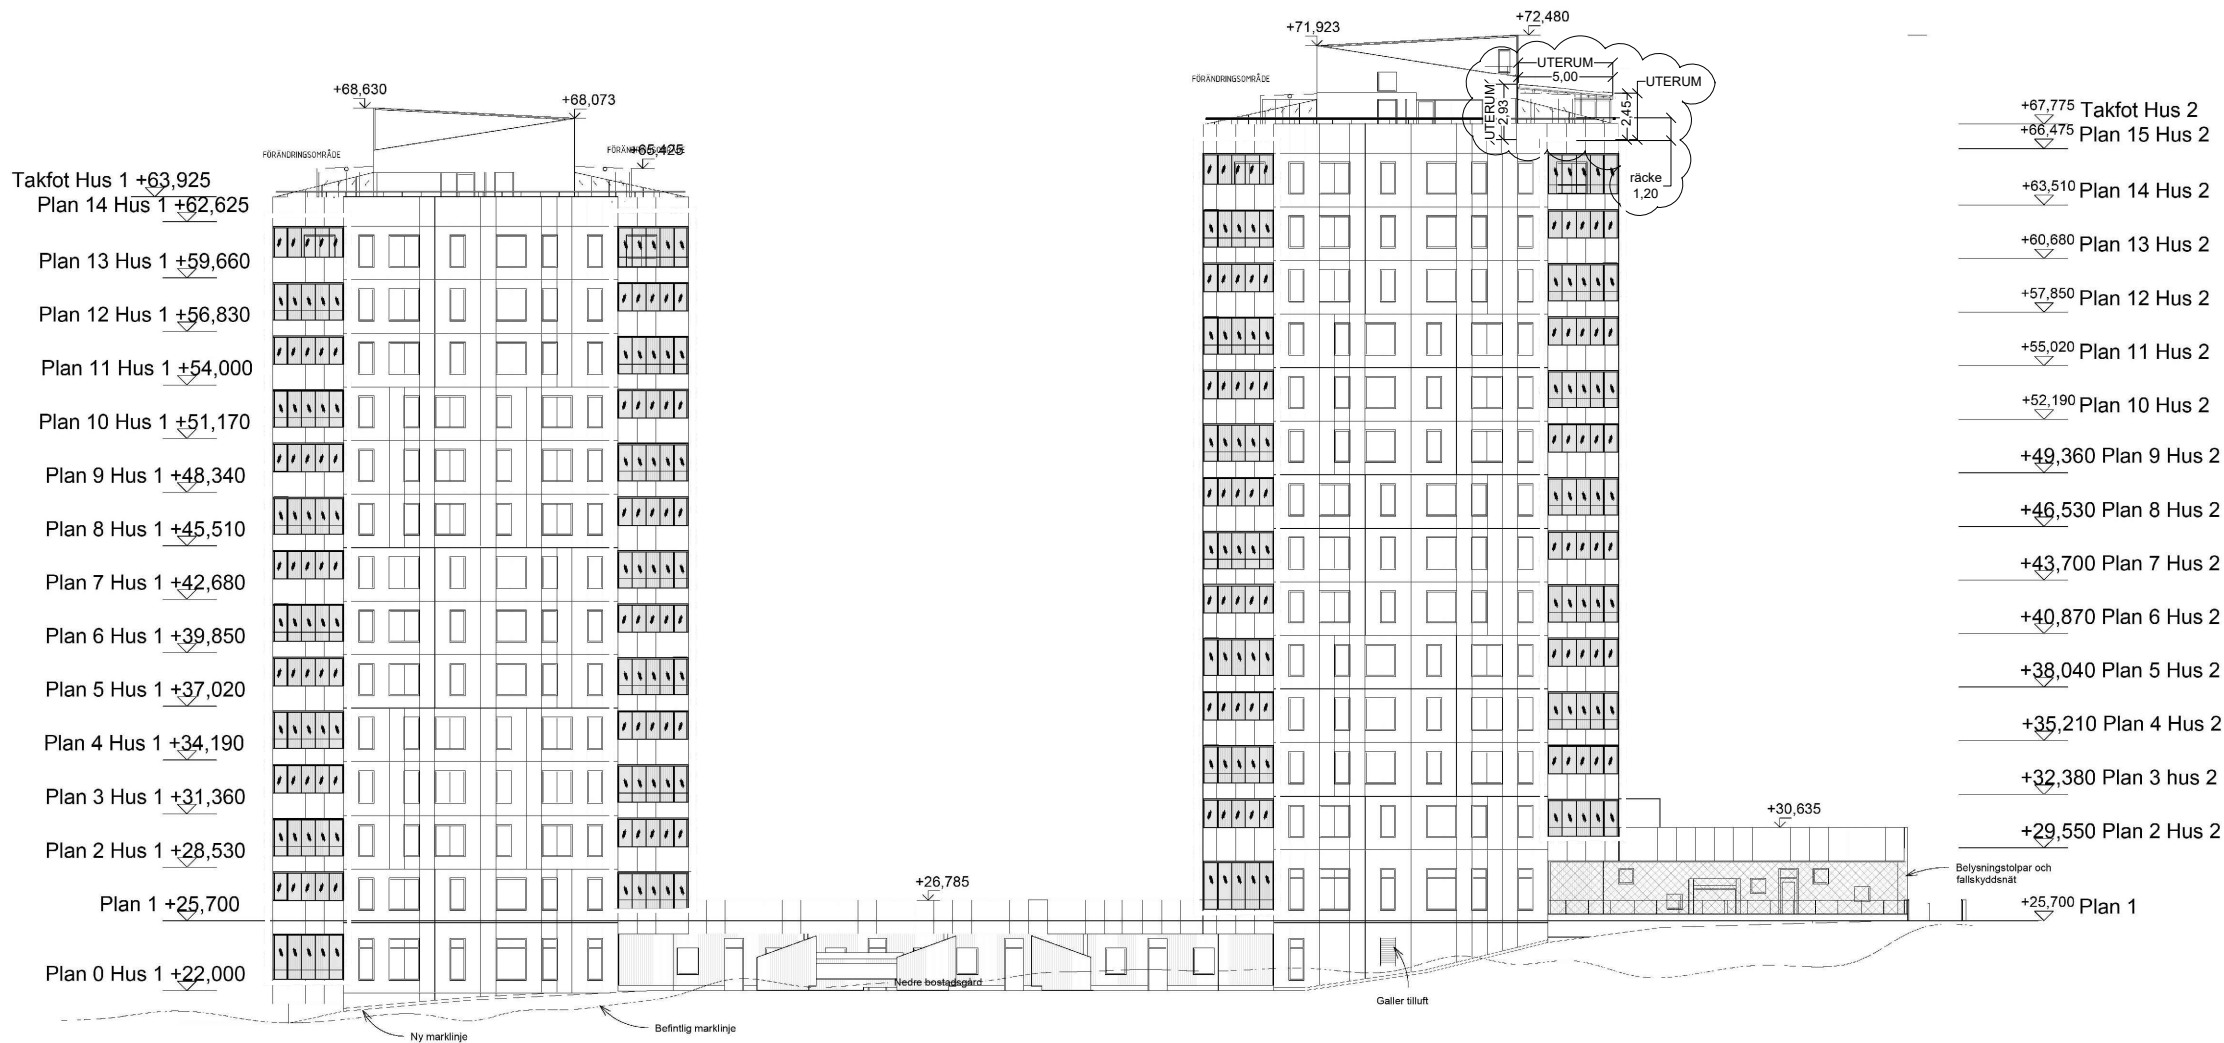 +72,480
+71,923
FÖRÄNDRINGSOMRÅDE
UTERUM
5,00
UTERUM
UTERUM
2,93
2,45
räcke
1,20
+68,630
+68,073
FÖRÄNDRINGSOMRÅDE
FÖRÄNDRINGSOMRÅDE
+65,425
Takfot Hus 1 +63,925
Plan 14 Hus 1 +62,625
Plan 13 Hus 1 +59,660
Plan 12 Hus 1 +56,830
Plan 11 Hus 1 +54,000
Plan 10 Hus 1 +51,170
Plan 9 Hus 1 +48,340
Plan 8 Hus 1 +45,510
Plan 7 Hus 1 +42,680
Plan 6 Hus 1 +39,850
Plan 5 Hus 1 +37,020
Plan 4 Hus 1 +34,190
Plan 3 Hus 1 +31,360
Plan 2 Hus 1 +28,530
Plan 1 +25,700
Plan 0 Hus 1 +22,000
+67,775 Takfot Hus 2
+66,475 Plan 15 Hus 2
+63,510 Plan 14 Hus 2
+60,680 Plan 13 Hus 2
+57,850 Plan 12 Hus 2
+55,020 Plan 11 Hus 2
+52,190 Plan 10 Hus 2
+49,360 Plan 9 Hus 2
+46,530 Plan 8 Hus 2
+43,700 Plan 7 Hus 2
+40,870 Plan 6 Hus 2
+38,040 Plan 5 Hus 2
+35,210 Plan 4 Hus 2
+32,380 Plan 3 hus 2
+29,550 Plan 2 Hus 2
+25,700 Plan 1
+30,635
Belysningstolpar och
fallskyddsnät
+26,785
Nedre bostadsgård
Galler tilluft
Befintlig marklinje
Ny marklinje